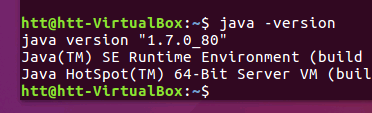 htt@htt-VirtualBox:~$ java -version
java version "1.7.0_80"
Java(TM) SE Runtime Environment (build
Java HotSpot(TM) 64-Bit Server VM (buil
htt@htt-VirtualBox:~$